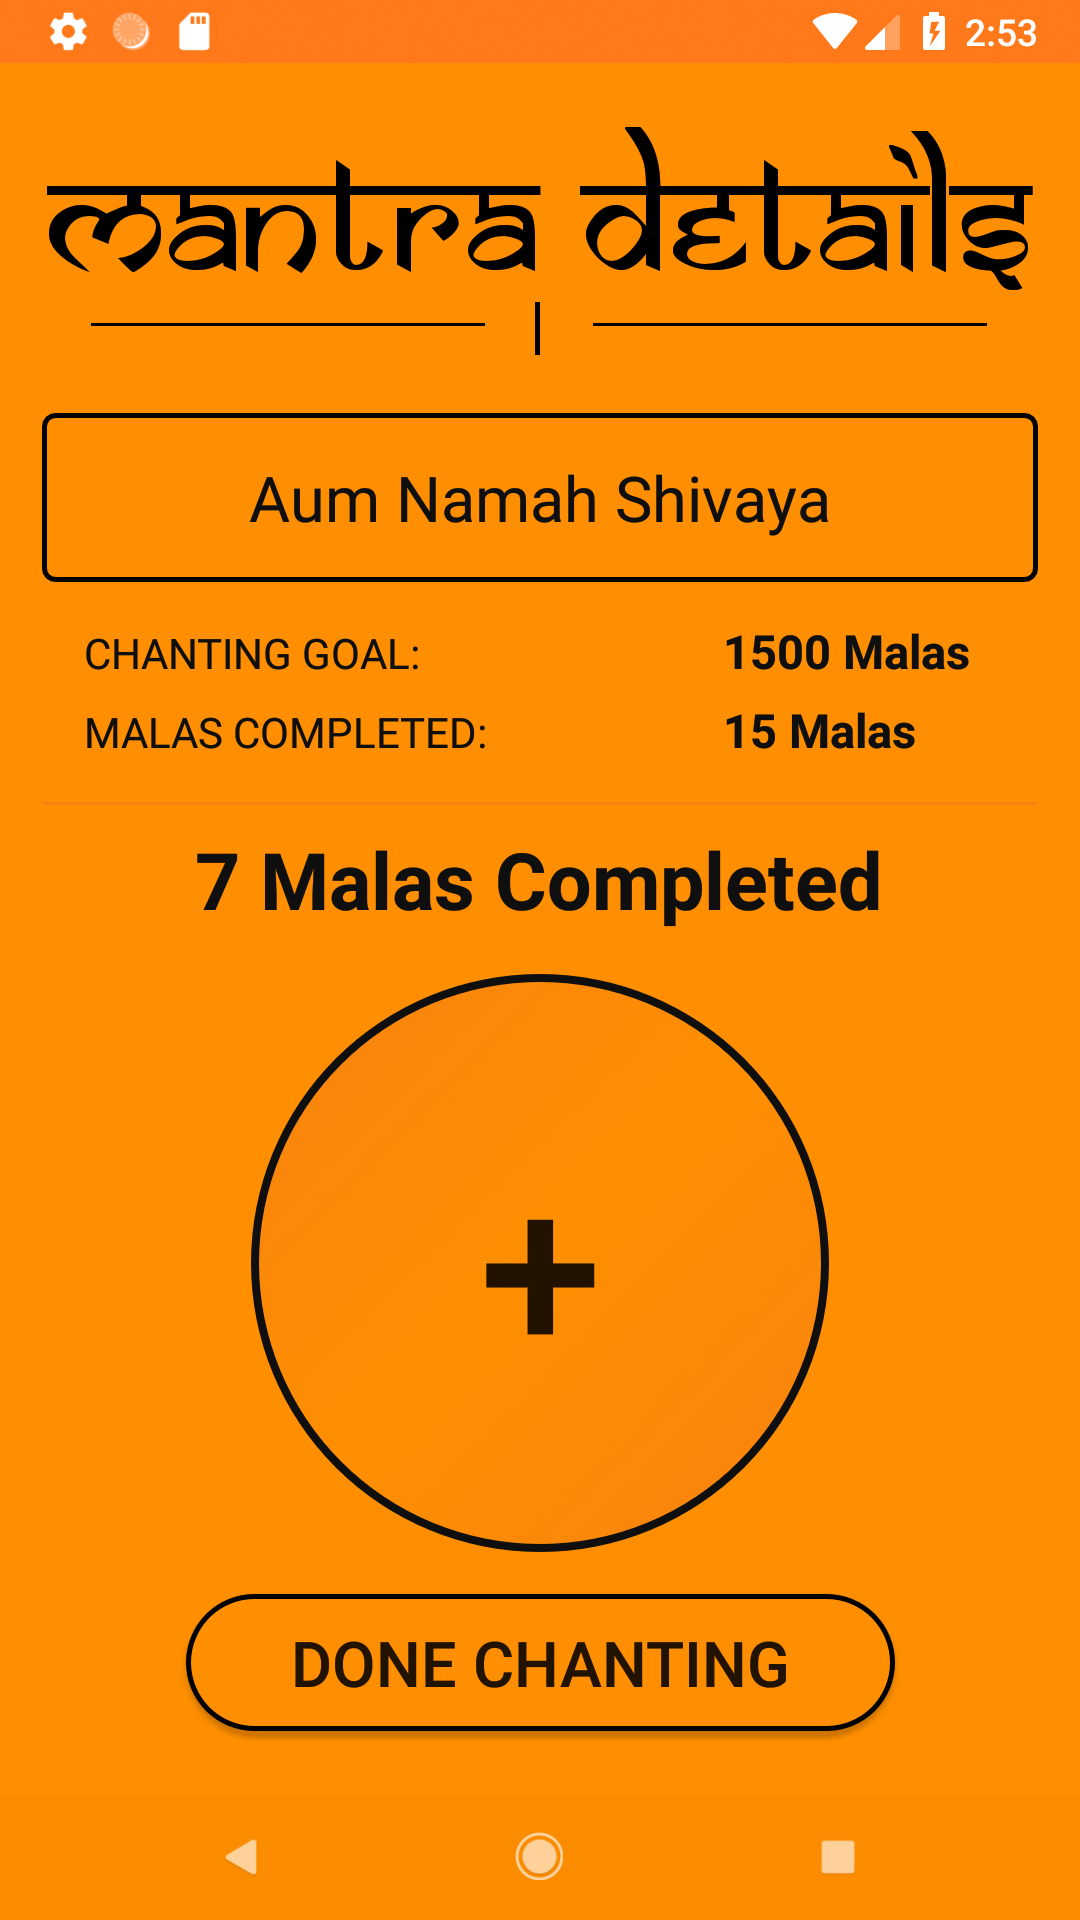 2:53
mantra details
Aum Namah Shivaya
CHANTING GOAL: 1500 Malas
MALAS COMPLETED: 15 Malas
7 Malas Completed
+
DONE CHANTING